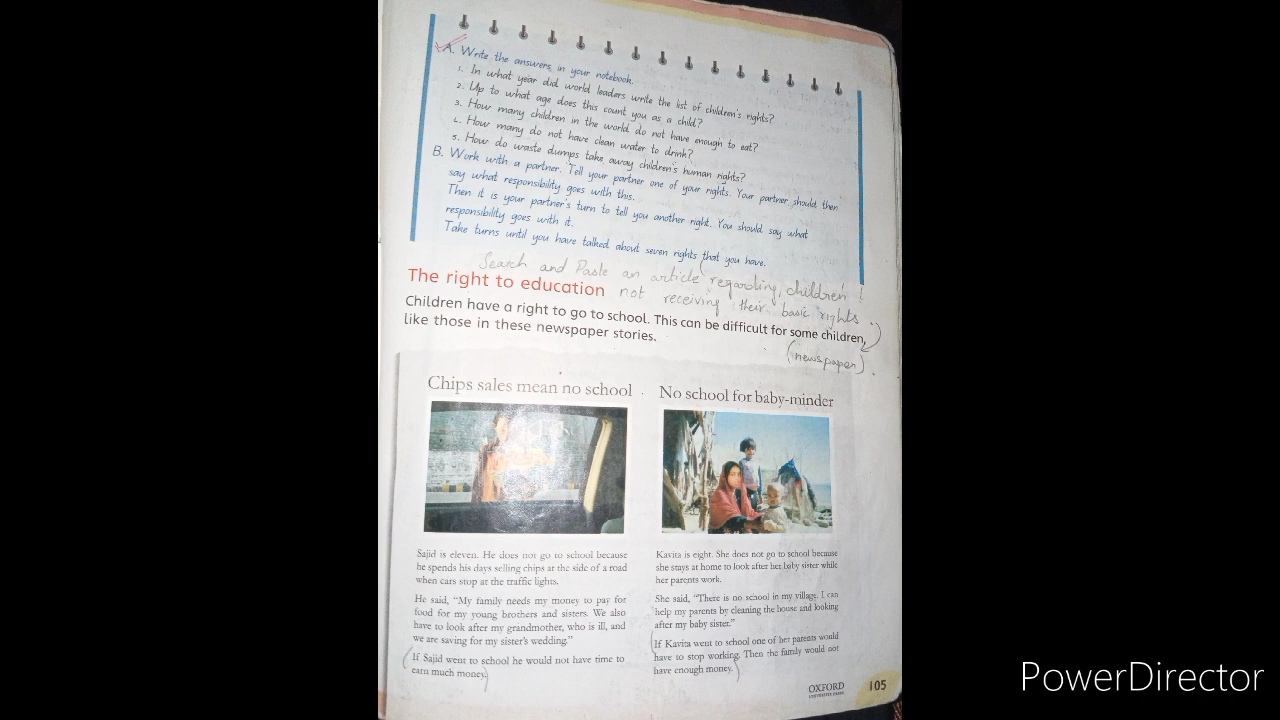 A. Write the answers in your notebook.
1. In what year did world leaders write the list of children's rights?
2. Up to what age does this count you as a child?
3. How many children in the world do not have enough to eat?
4. How many do not have clean water to drink?
5. How do waste dumps take away children's human rights?
B. Work with a partner. Tell your partner one of your rights. Your partner should then
say what responsibility goes with this.
Then it is your partner's turn to tell you another right. You should say what
responsibility goes with it.
Take turns until you have talked about seven rights that you have.
Search and Paste an article regarding children
not receiving their basic rights
(newspaper).
The right to education
Children have a right to go to school. This can be difficult for some children,
like those in these newspaper stories.
Chips sales mean no school
Sajid is eleven. He does not go to school because
he spends his days selling chips at the side of a road
when cars stop at the traffic lights.
He said, "My family needs my money to pay for
food for my young brothers and sisters. We also
have to look after my grandmother, who is ill, and
we are saving for my sister's wedding."
If Sajid went to school he would not have time to
earn much money.
No school for baby-minder
Kavita is eight. She does not go to school because
she stays at home to look after her baby sister while
her parents work.
She said, "There is no school in my village. I can
help my parents by cleaning the house and looking
after my baby sister."
If Kavita went to school one of her parents would
have to stop working. Then the family would not
have enough money.
OXFORD
UNIVERSITY PRESS
105
PowerDirector